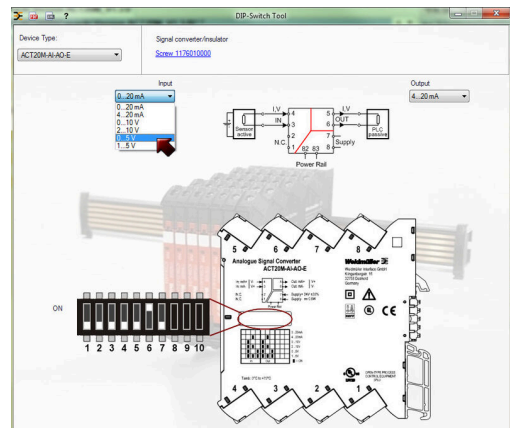 DIP-Switch Tool
Device Type:
ACT20M-AI-AO-E
Signal converter/insulator
Screw 1176010000
Input
0...20 mA
0...20 mA
4...20 mA
0...10 V
2...10 V
0...5 V
1...5 V
Output
4...20 mA
I,V
IN
4
3
2
1
N.C.
Sensor
active
5
6
7
8
I,V
OUT
Supply
PLC
passive
82 83
Power Rail
5 6 7 8
Analogue Signal Converter
ACT20M-AI-AO-E
Weidmüller
ON
1 2 3 4 5 6 7 8 9 10
4 3 2 1